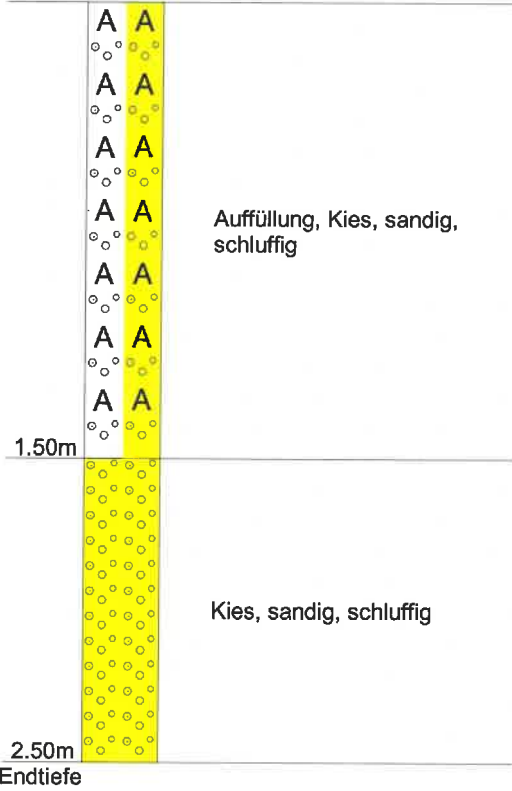 A A
A A
A A
A A
Auffüllung, Kies, sandig,
schluffig
A A
A A
A A
1.50m
Kies, sandig, schluffig
2.50m
Endtiefe